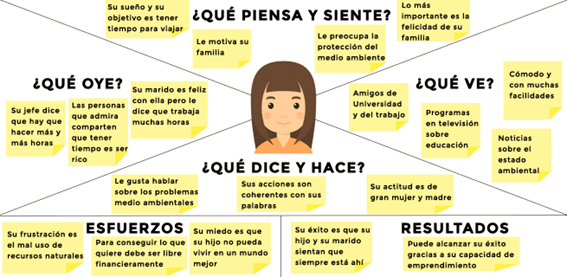 ¿QUÉ PIENSA Y SIENTE?
Su sueño y su
objetivo es tener
tiempo para viajar
Le motiva su
familia
Le preocupa la
protección del
medio ambiente
Lo más
importante es la
felicidad de su
familia
¿QUÉ OYE?
Su jefe dice
que hay que
hacer más y
más horas
Las personas
que admira
comparten
que tener
tiempo es ser
rico
Su marido es feliz
con ella pero le
dice que trabaja
muchas horas
¿QUÉ VE?
Amigos de
Universidad
y del trabajo
Programas
en televisión
sobre
educación
Cómodo y
con muchas
facilidades
Noticias
sobre el
estado
ambiental
¿QUÉ DICE Y HACE?
Le gusta hablar
sobre los problemas
medio ambientales
Sus acciones son
coherentes con sus
palabras
Su actitud es de
gran mujer y madre
ESFUERZOS
Su frustración es
el mal uso de
recursos naturales
Para conseguir lo que
quiere debe ser libre
financieramente
Su miedo es que
su hijo no pueda
vivir en un mundo
mejor
RESULTADOS
Su éxito es que su
hijo y su marido
sientan que
siempre está ahí
Puede alcanzar su éxito
gracias a su capacidad de
emprendimiento